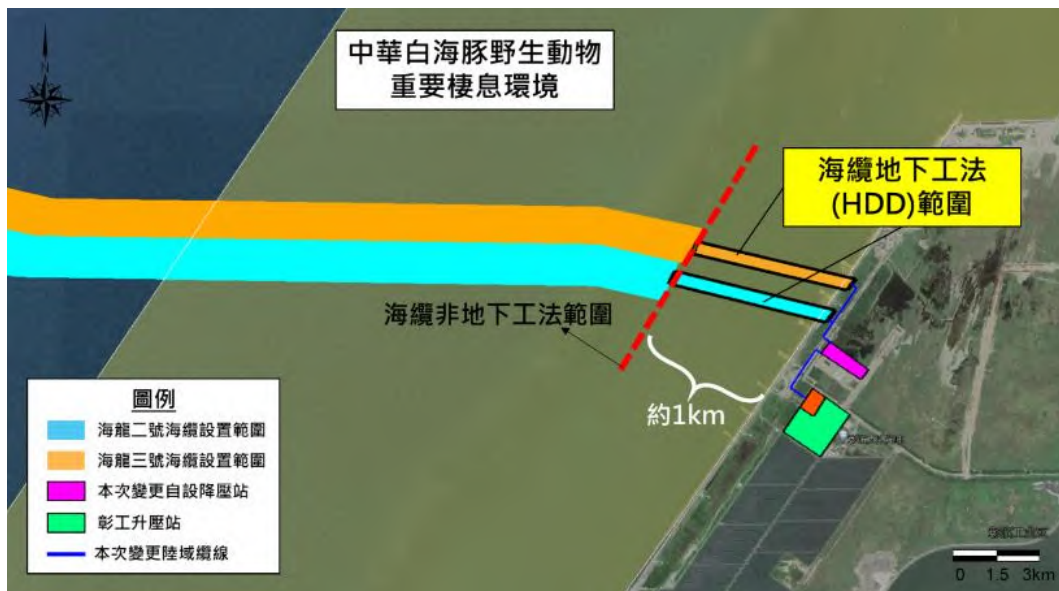 中華白海豚野生動物
重要棲息環境
海纜地下工法
(HDD)範圍
海纜非地下工法範圍
約1km
圖例
海龍二號海纜設置範圍
海龍三號海纜設置範圍
本次變更自設降壓站
彰工升壓站
本次變更陸域纜線
0 1.5 3km